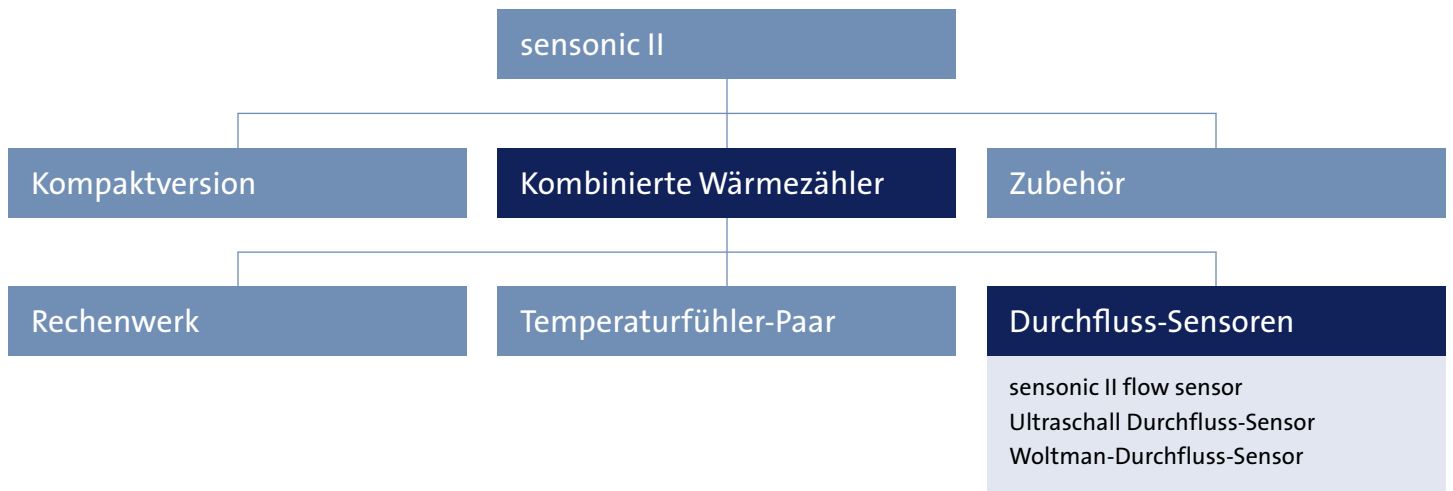 sensonic II
Kompaktversion
Kombinierte Wärmezähler
Zubehör
Rechenwerk
Temperaturfühler-Paar
Durchfluss-Sensoren
sensonic II flow sensor
Ultraschall Durchfluss-Sensor
Woltman-Durchfluss-Sensor